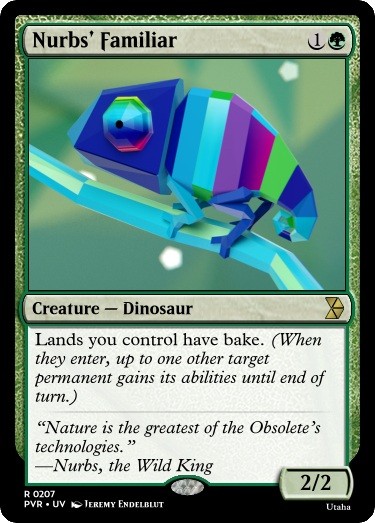 Nurbs' Familiar
1
Creature — Dinosaur
Lands you control have bake. (When
they enter, up to one other target
permanent gains its abilities until end of
turn.)
“Nature is the greatest of the Obsolete's
technologies.”
—Nurbs, the Wild King
2/2
R 0207
PVR • UV Jeremy Endelblut
Utaha